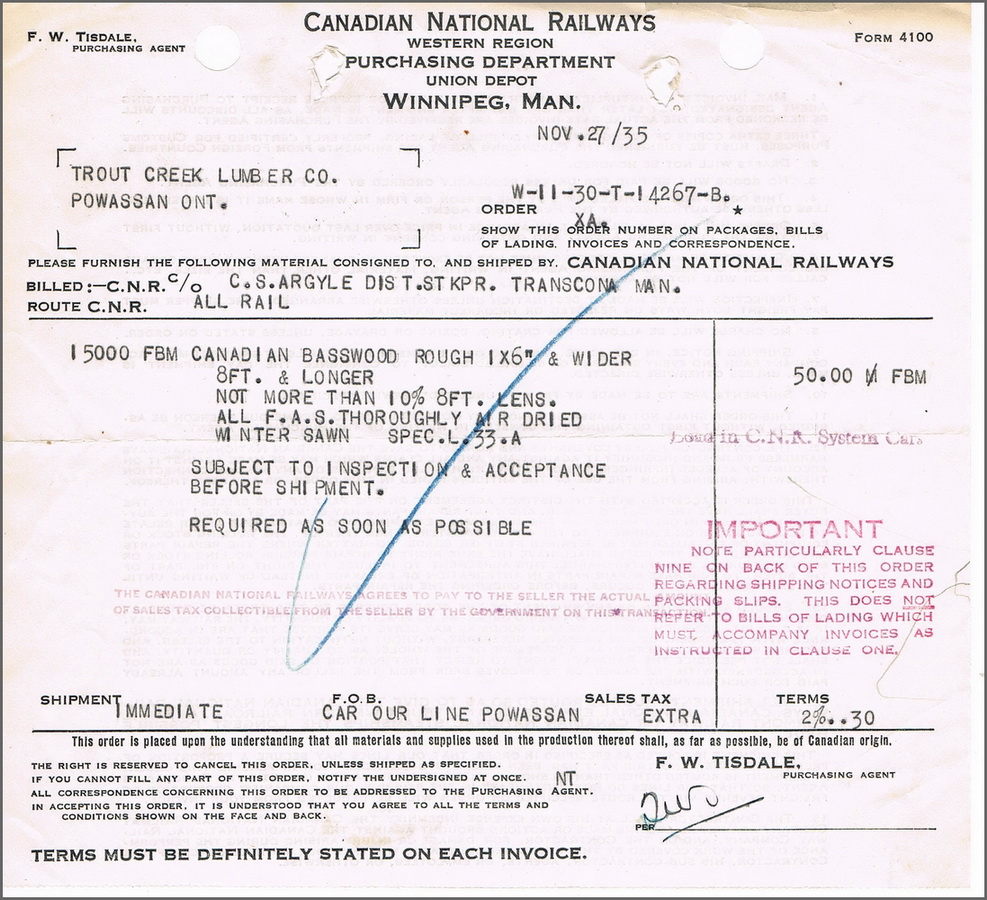 F. W. TISDALE,
PURCHASING AGENT
CANADIAN NATIONAL RAILWAYS
WESTERN REGION
PURCHASING DEPARTMENT
UNION DEPOT
WINNIPEG, MAN.
FORM 4100
NOV.27/35
TROUT CREEK LUMBER CO.
POWASSAN ONT.
W-11-30-T-14267-B.
ORDER XA. *
SHOW THIS ORDER NUMBER ON PACKAGES, BILLS
OF LADING, INVOICES AND CORRESPONDENCE.
PLEASE FURNISH THE FOLLOWING MATERIAL CONSIGNED TO, AND SHIPPED BY, CANADIAN NATIONAL RAILWAYS
BILLED:—C.N.R. C/O C.S.ARGYLE DIST.STKPR. TRANSCONA MAN.
ROUTE C.N.R. ALL RAIL
15000 FBM CANADIAN BASSWOOD ROUGH 1X6" & WIDER
8FT. & LONGER
50.00 M FBM
NOT MORE THAN 10% 8FT. LENS.
ALL F.A.S.THOROUGHLY AIR DRIED
WINTER SAWN SPEC.L.33.A
Load in C.N.R. System Cars
SUBJECT TO INSPECTION & ACCEPTANCE
BEFORE SHIPMENT.
REQUIRED AS SOON AS POSSIBLE
IMPORTANT
NOTE PARTICULARLY CLAUSE
NINE ON BACK OF THIS ORDER
REGARDING SHIPPING NOTICES AND
PACKING SLIPS. THIS DOES NOT
REFER TO BILLS OF LADING WHICH
MUST ACCOMPANY INVOICES AS
INSTRUCTED IN CLAUSE ONE.
THE CANADIAN NATIONAL RAILWAYS AGREES TO PAY TO THE SELLER THE ACTUAL AMOUNT
OF SALES TAX COLLECTIBLE FROM THE SELLER BY THE GOVERNMENT ON THIS TRANSACTION
SHIPMENT IMMEDIATE
F.O.B. CAR OUR LINE POWASSAN
SALES TAX EXTRA
TERMS 2%..30
This order is placed upon the understanding that all materials and supplies used in the production thereof shall, as far as possible, be of Canadian origin.
THE RIGHT IS RESERVED TO CANCEL THIS ORDER, UNLESS SHIPPED AS SPECIFIED.
IF YOU CANNOT FILL ANY PART OF THIS ORDER, NOTIFY THE UNDERSIGNED AT ONCE. NT
ALL CORRESPONDENCE CONCERNING THIS ORDER TO BE ADDRESSED TO THE PURCHASING AGENT.
IN ACCEPTING THIS ORDER, IT IS UNDERSTOOD THAT YOU AGREE TO ALL THE TERMS AND
CONDITIONS SHOWN ON THE FACE AND BACK.
F. W. TISDALE,
PURCHASING AGENT
PER
TERMS MUST BE DEFINITELY STATED ON EACH INVOICE.